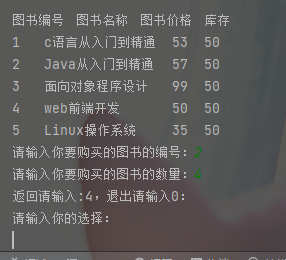 图书编号 图书名称 图书价格 库存
1 c语言从入门到精通 53 50
2 Java从入门到精通 57 50
3 面向对象程序设计 99 50
4 web前端开发 50 50
5 Linux操作系统 35 50
请输入你要购买的图书的编号：2
请输入你要购买的图书的数量：4
返回请输入:4，退出请输入0：
请输入你的选择：